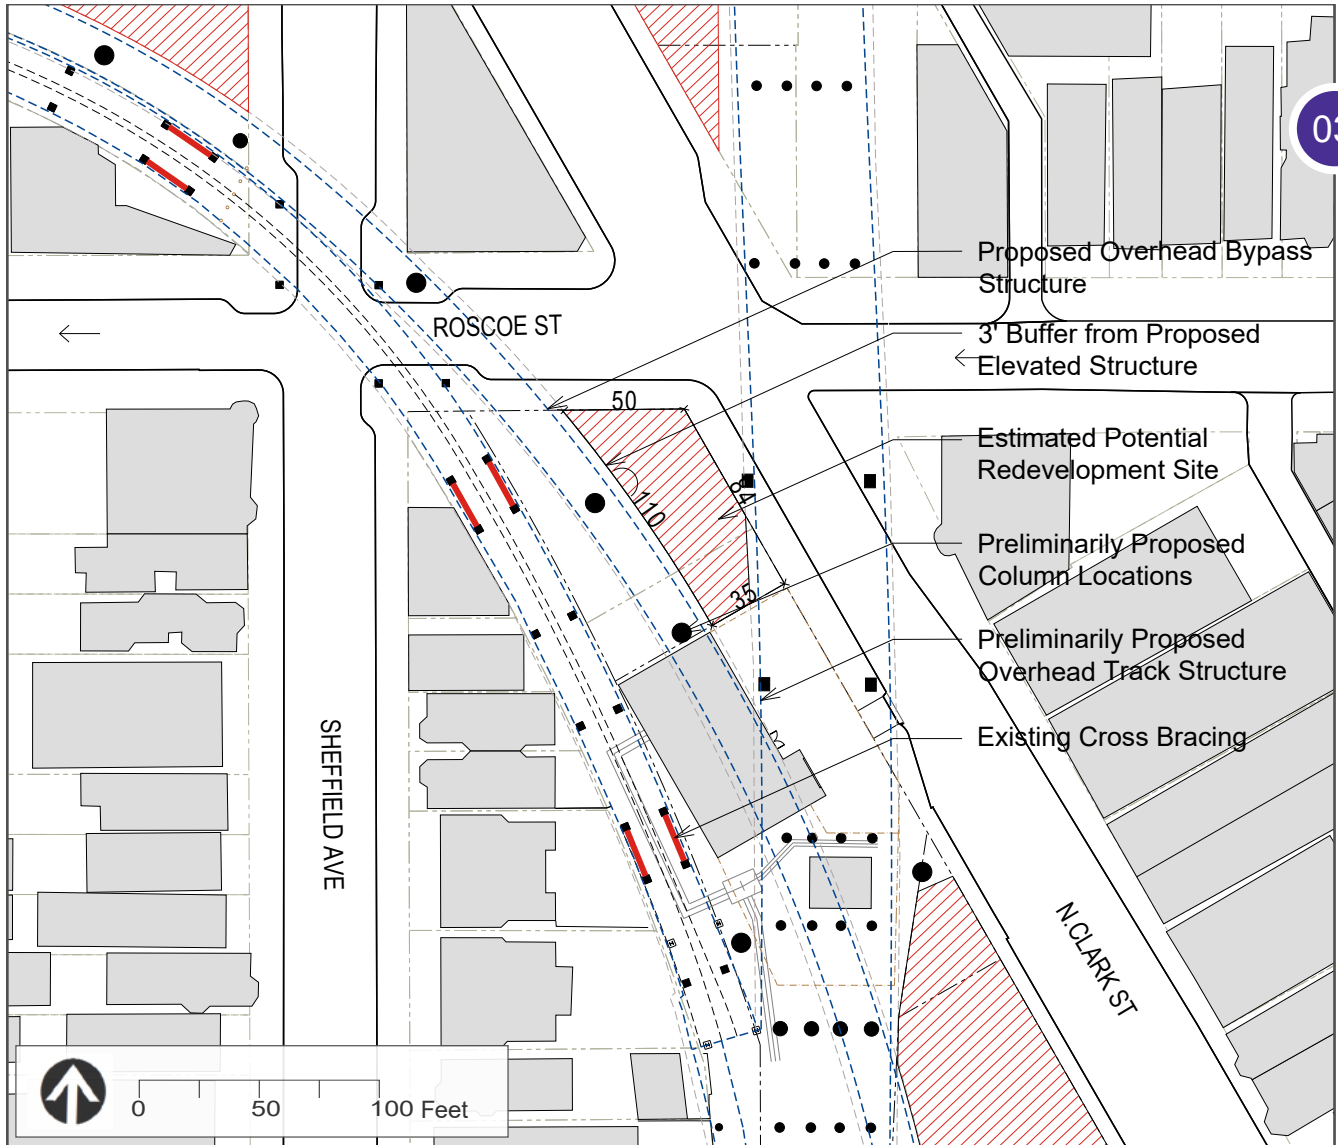 03
Proposed Overhead Bypass
Structure
ROSCOE ST
3' Buffer from Proposed
Elevated Structure
50
Estimated Potential
Redevelopment Site
84
110
Preliminarily Proposed
Column Locations
35
Preliminarily Proposed
Overhead Track Structure
Existing Cross Bracing
SHEFFIELD AVE
N.CLARK ST
0 50 100 Feet